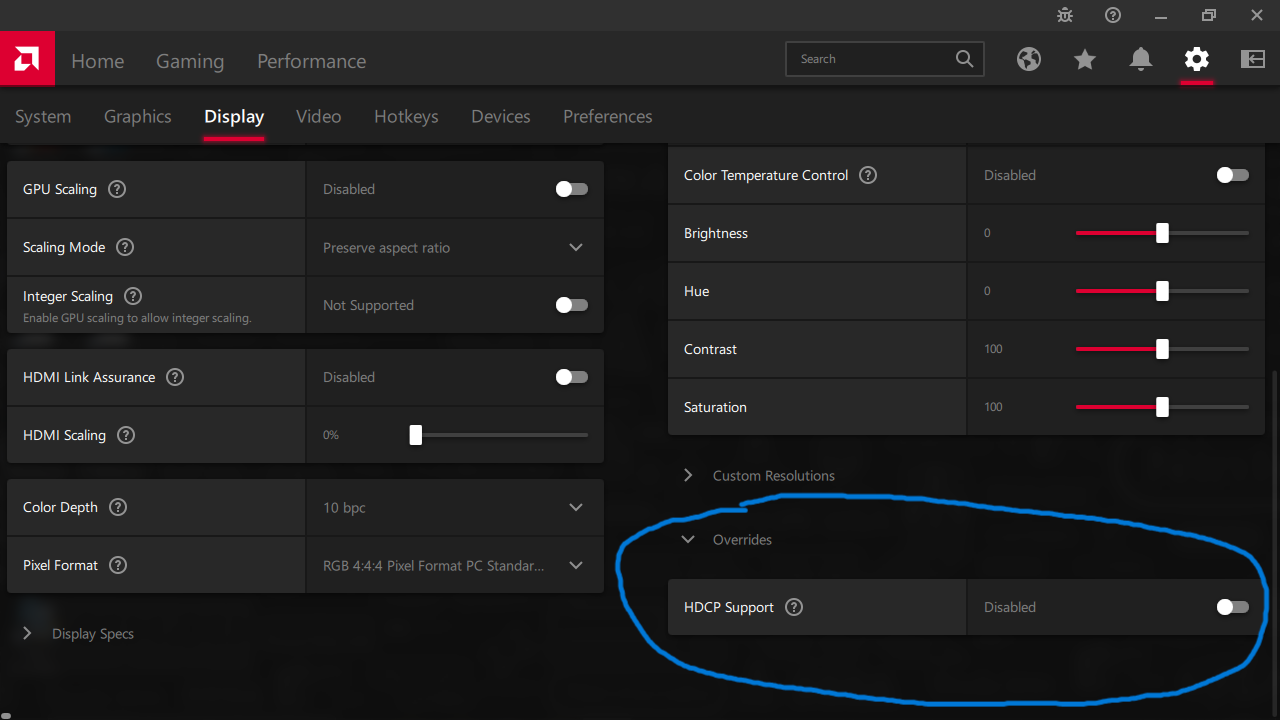 Home Gaming Performance Search
System Graphics Display Video Hotkeys Devices Preferences
GPU Scaling Disabled
Scaling Mode Preserve aspect ratio
Integer Scaling Not Supported
Enable GPU scaling to allow integer scaling.
HDMI Link Assurance Disabled
HDMI Scaling 0%
Color Depth 10 bpc
Pixel Format RGB 4:4:4 Pixel Format PC Standar...
Display Specs
Color Temperature Control Disabled
Brightness 0
Hue 0
Contrast 100
Saturation 100
Custom Resolutions
Overrides
HDCP Support Disabled